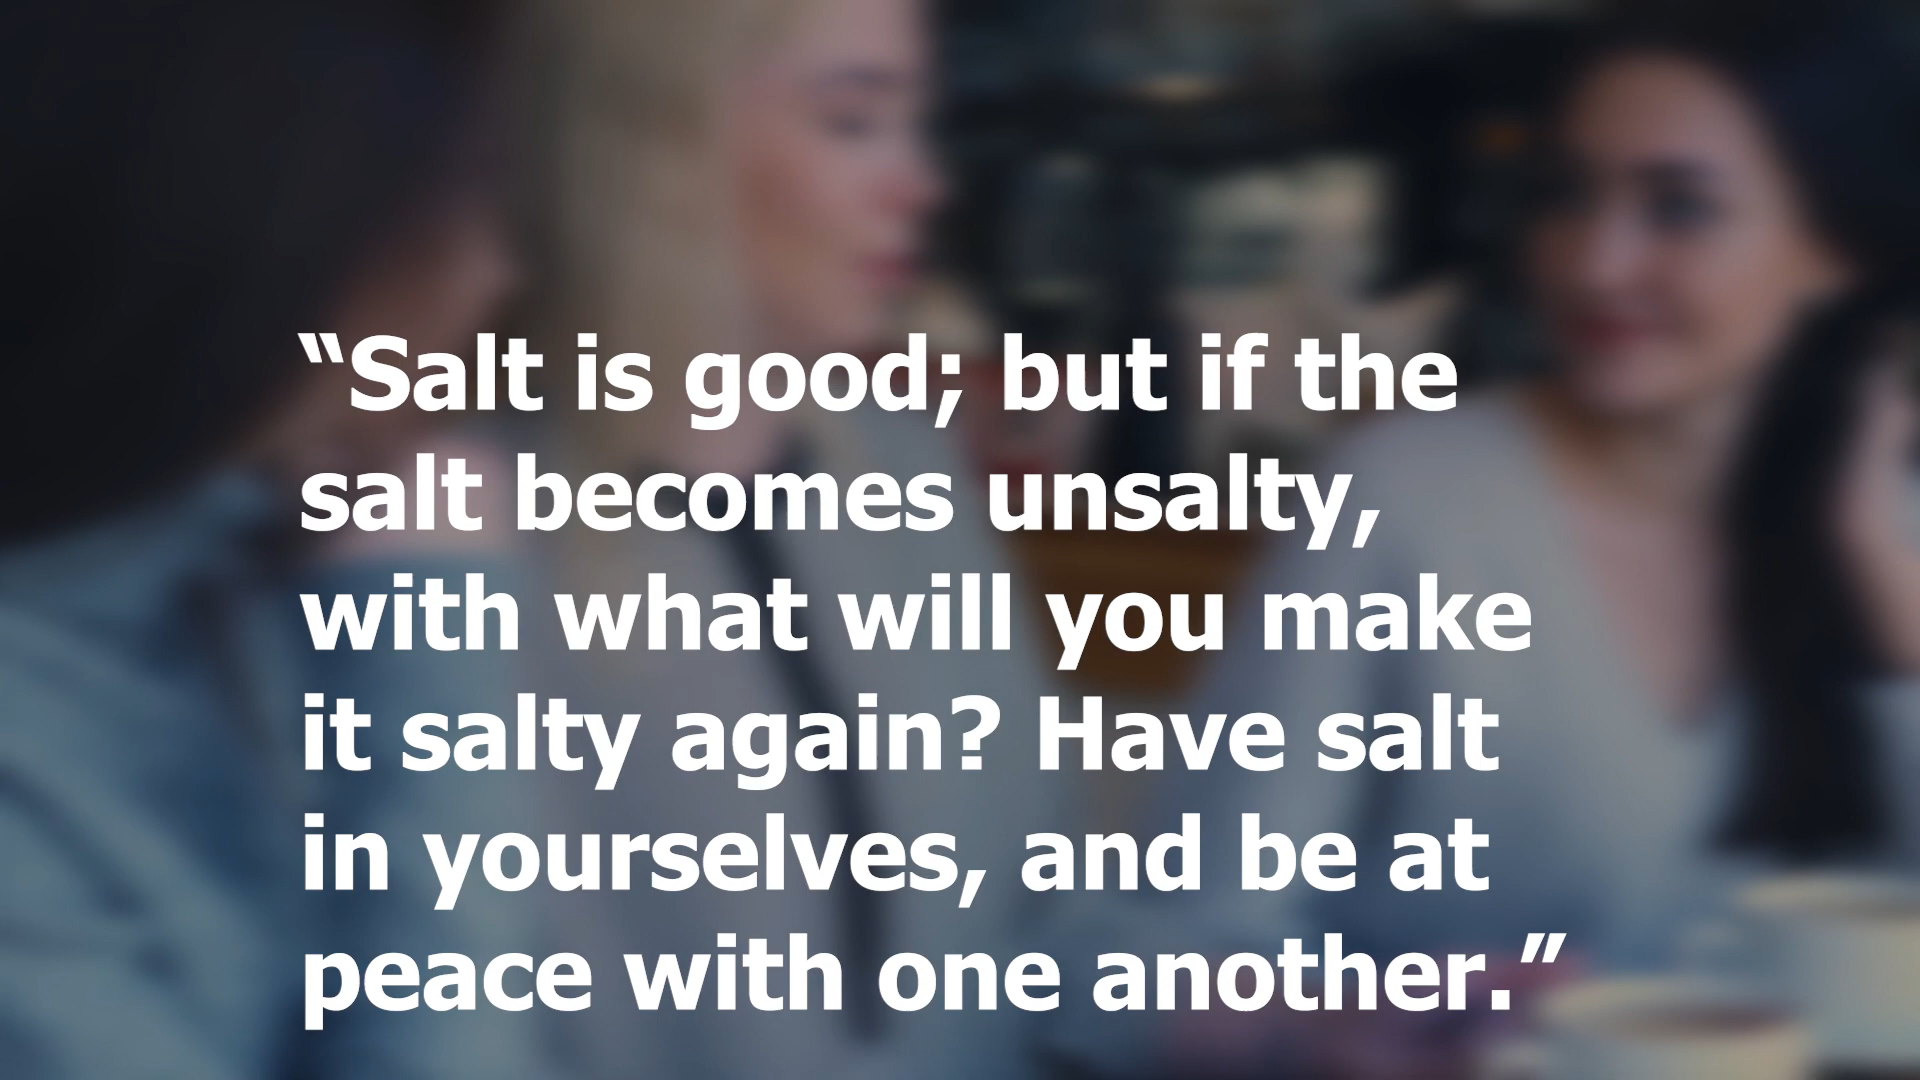 “Salt is good; but if the
salt becomes unsalty,
with what will you make
it salty again? Have salt
in yourselves, and be at
peace with one another.”